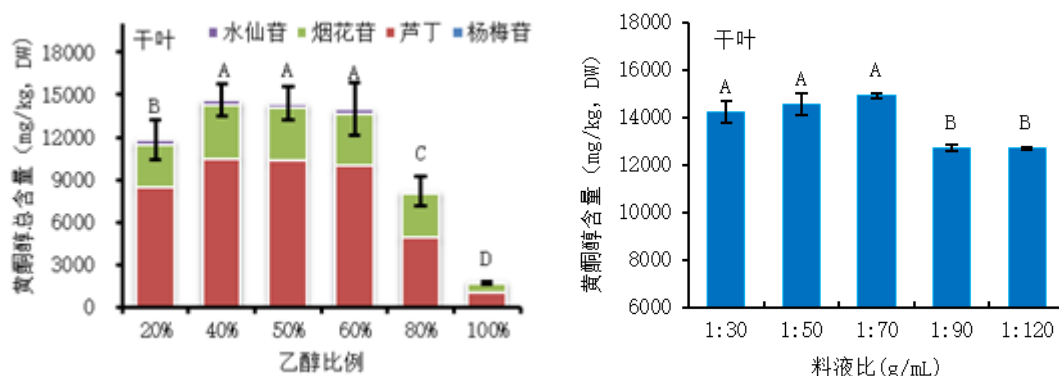 干叶
水仙苷 烟花苷 芦丁 杨梅苷
黄酮醇总含量（mg/kg, DW）
18000
15000
12000
9000
6000
3000
0
B A A A C D
20% 40% 50% 60% 80% 100%
乙醇比例
干叶
黄酮醇含量（mg/kg, DW）
18000
16000
14000
12000
10000
8000
6000
A A A B B
1:30 1:50 1:70 1:90 1:120
料液比(g/mL)